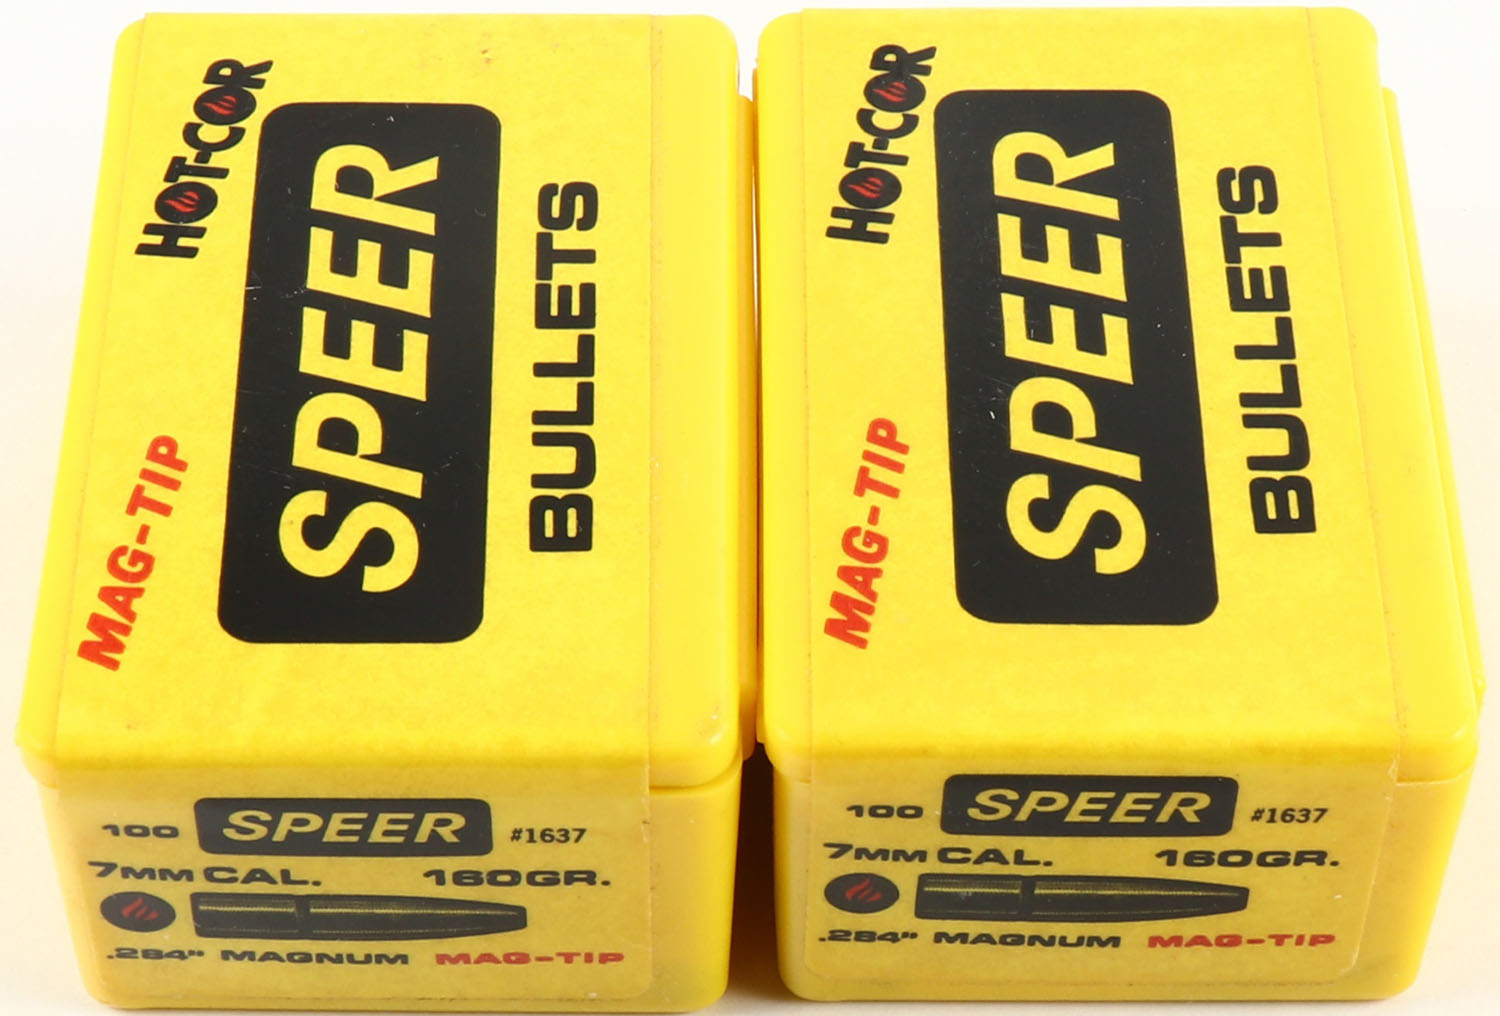 HOT-COR
MAG-TIP
SPEER
BULLETS
100 SPEER #1637
7MM CAL. 160GR.
.284" MAGNUM MAG-TIP
HOT-COR
MAG-TIP
SPEER
BULLETS
100 SPEER #1637
7MM CAL. 160GR.
.284" MAGNUM MAG-TIP